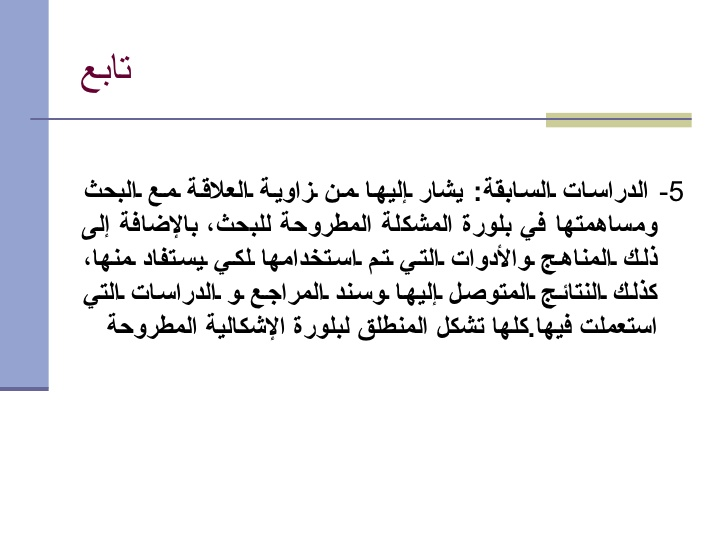 تابع
5- الدراسات السابقة: يشار إليها من زاوية العلاقة مع البحث
ومساهمتها في بلورة المشكلة المطروحة للبحث، بالإضافة إلى
ذلك المناهج والأدوات التي تم استخدامها لكي يستفاد منها،
كذلك النتائج المتوصل إليها وسند المراجع و الدراسات التي
استعملت فيها.كلها تشكل المنطلق لبلورة الإشكالية المطروحة